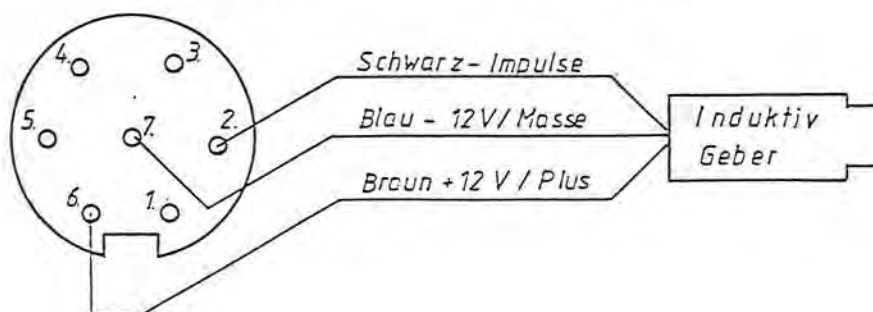 4.
3.
Schwarz - Impulse
5.
7.
2.
Blau - 12 V / Masse
Induktiv
Geber
6.
1.
Braun + 12 V / Plus